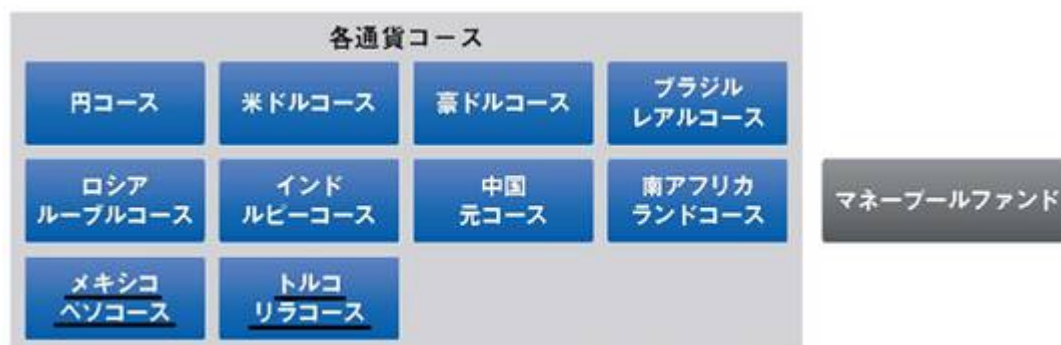 各通貨コース
円コース
米ドルコース
豪ドルコース
ブラジル
レアルコース
ロシア
ルーブルコース
インド
ルピーコース
中国
元コース
南アフリカ
ランドコース
マネープールファンド
メキシコ
ペソコース
トルコ
リラコース